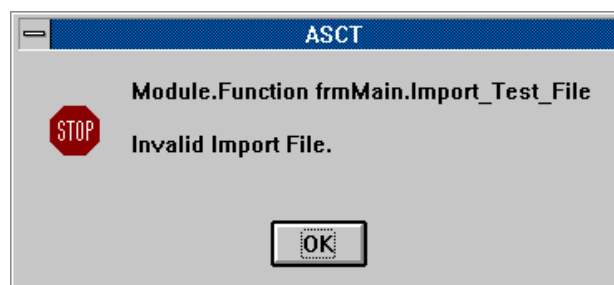 ASCT
Module.Function frmMain.Import_Test_File
STOP
Invalid Import File.
OK